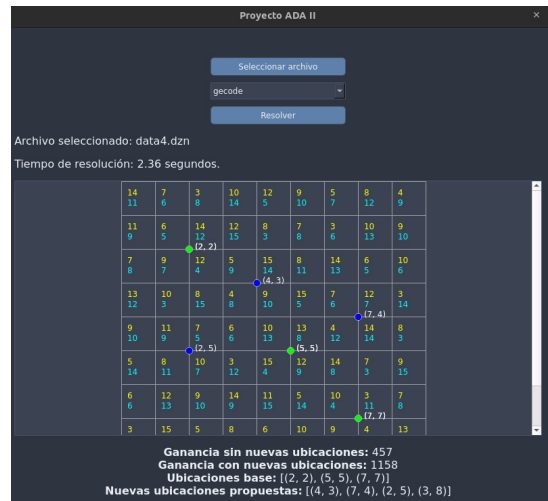 Proyecto ADA II
Seleccionar archivo
gecode
Resolver
Archivo seleccionado: data4.dzn
Tiempo de resolución: 2.36 segundos.
14 7 3 10 12 9 5 8 4
11 6 8 14 5 10 7 12 9
11 6 14 12 8 7 3 10 9
9 5 12 15 3 8 6 13 10
(2, 2)
7 9 12 5 15 8 14 6 10
8 7 4 9 14 11 13 5 6
(4, 3)
13 10 8 4 9 15 7 12 3
12 3 15 8 10 5 6 7 14
(7, 4)
9 11 7 6 10 13 4 14 8
10 9 5 6 13 8 12 14 3
(2, 5) (5, 5)
5 8 10 3 15 12 14 7 9
14 11 7 12 4 9 8 3 15
6 12 9 14 11 5 10 3 7
6 13 10 9 15 14 4 11 8
(7, 7)
3 15 5 8 6 10 9 4 13
Ganancia sin nuevas ubicaciones: 457
Ganancia con nuevas ubicaciones: 1158
Ubicaciones base: [(2, 2), (5, 5), (7, 7)]
Nuevas ubicaciones propuestas: [(4, 3), (7, 4), (2, 5), (3, 8)]